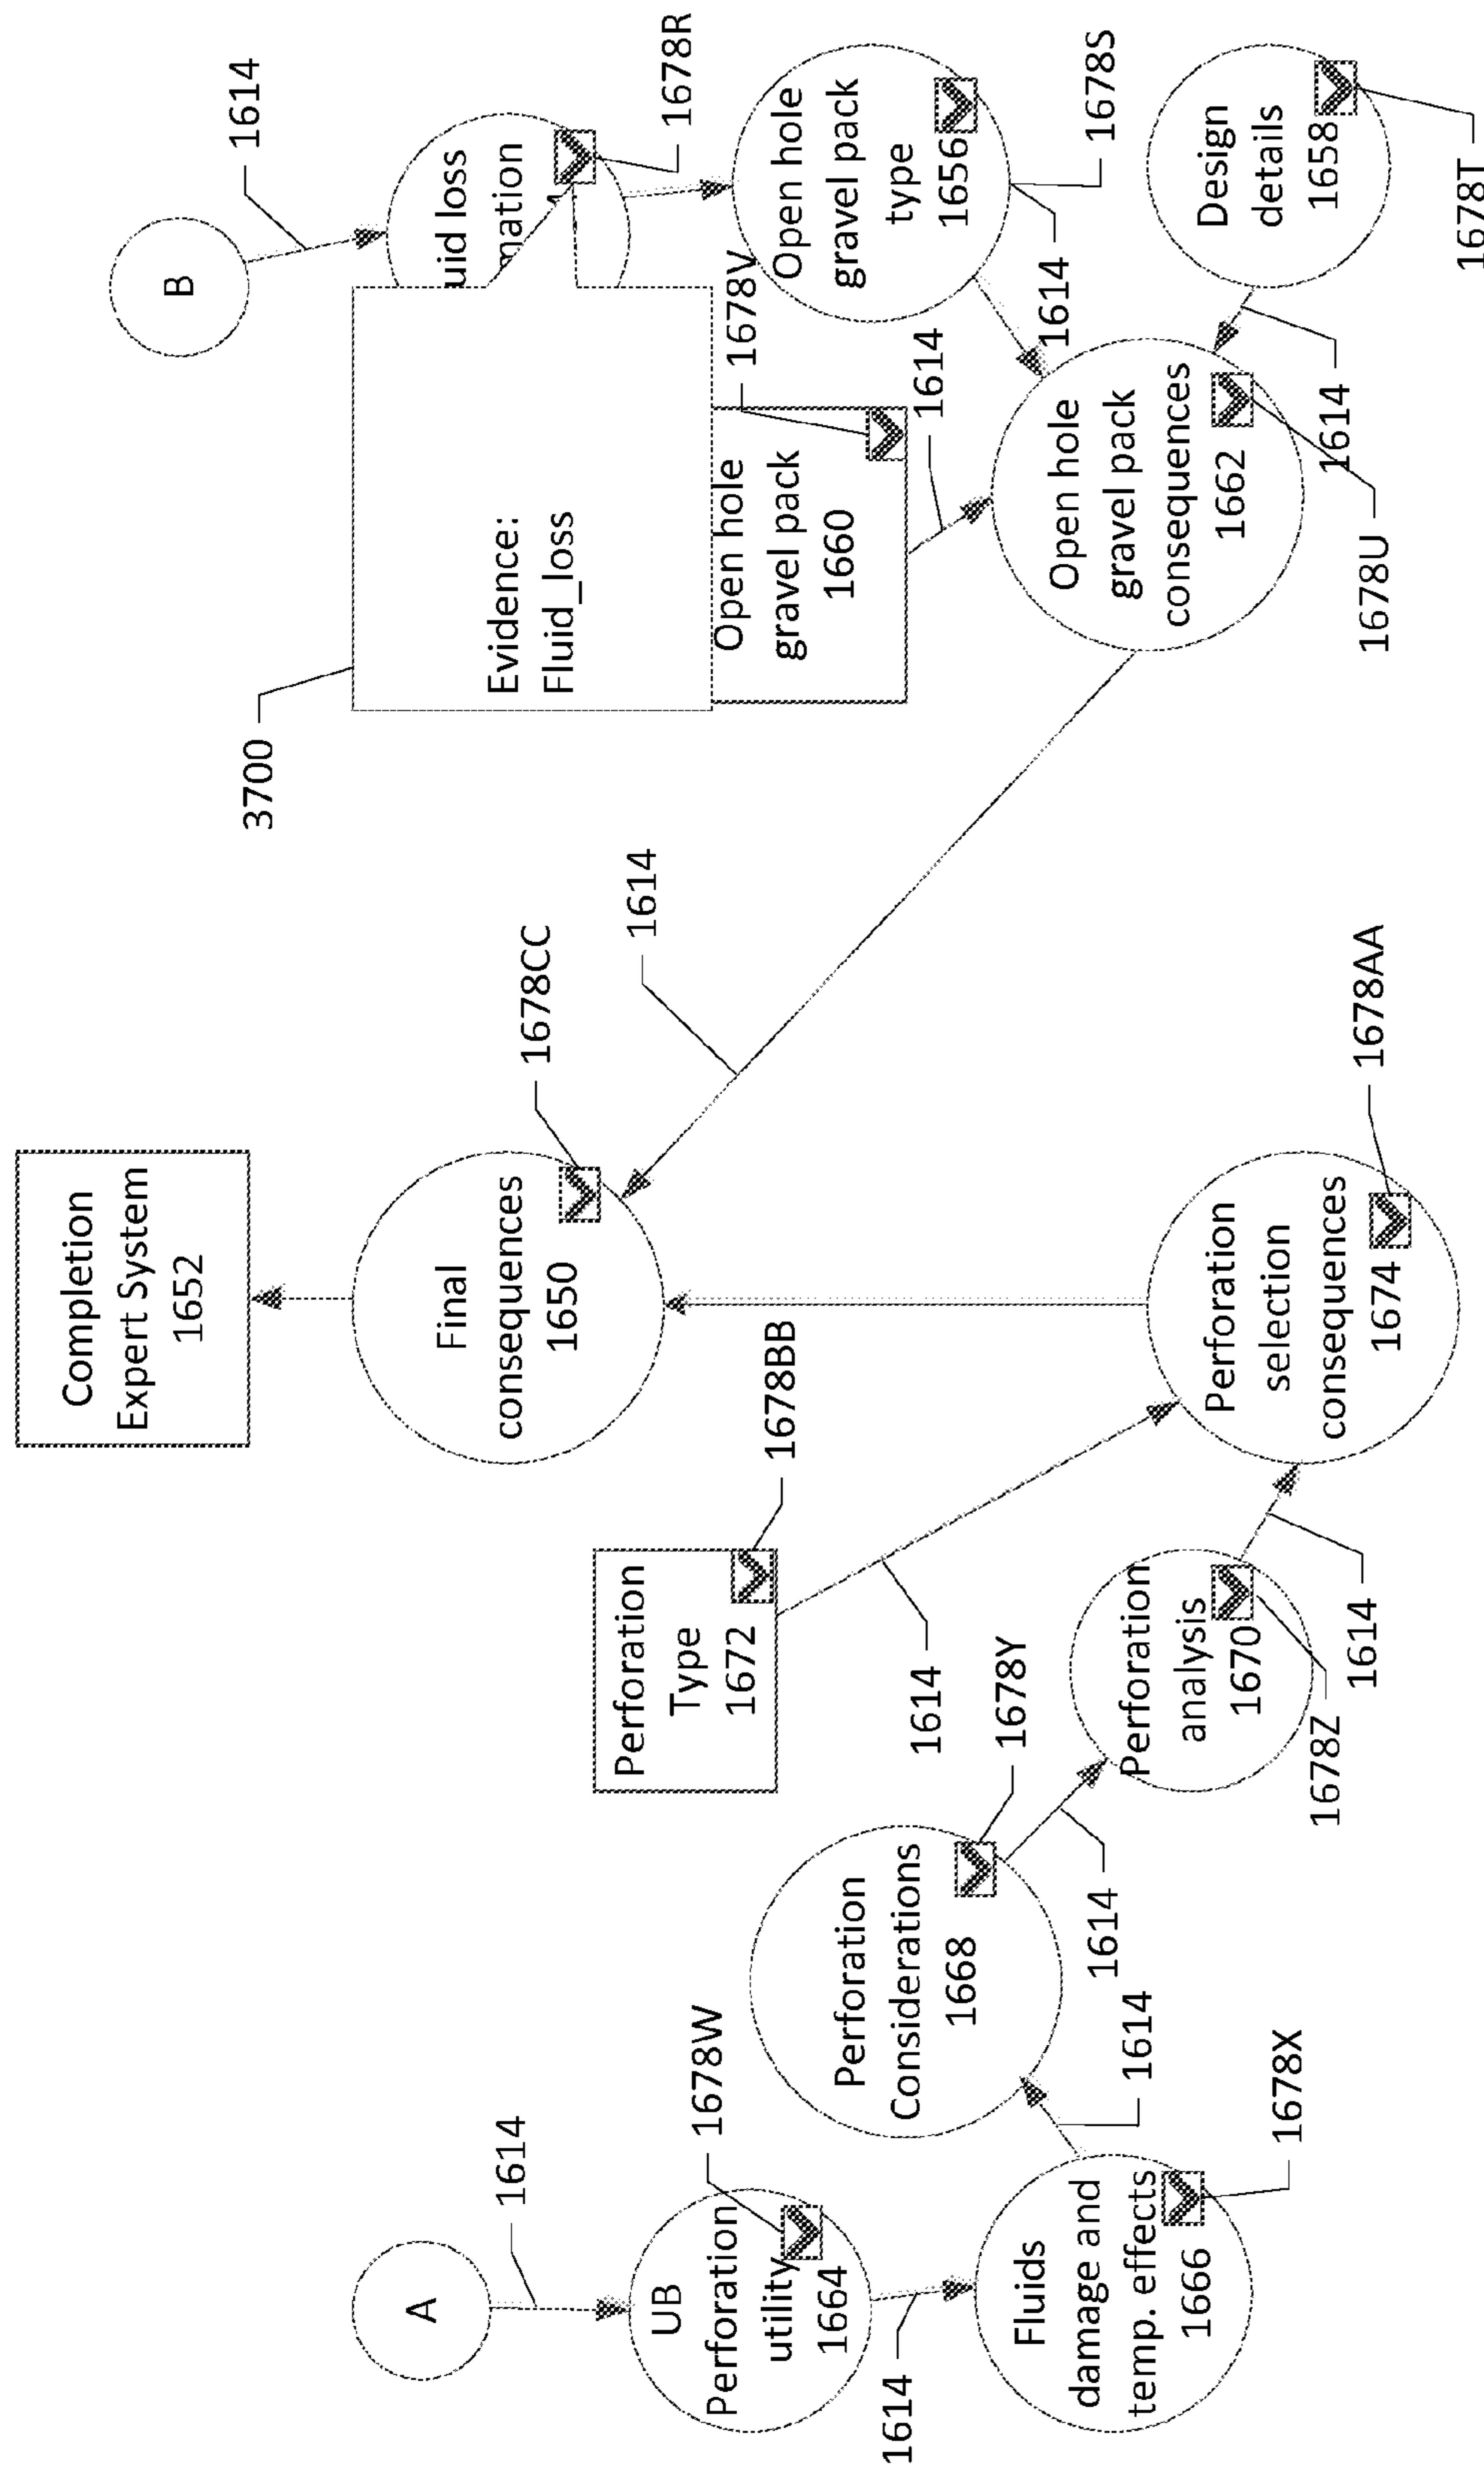 A
1614
UB
Perforation
utility
1664
1678W
1614
Fluids
damage and
temp. effects
1666
1678X
1614
Perforation
Considerations
1668
1678Y
1614
Perforation
Type
1672
1678BB
1614
Perforation
analysis
1670
1678Z
1614
Perforation
selection
consequences
1674
1678AA
Completion
Expert System
1652
Final
consequences
1650
1678CC
1614
3700
Evidence:
Fluid_loss
B
1614
uid loss
mation
1678R
Open hole
gravel pack
1660
1678V
1614
Open hole
gravel pack
type
1656
1678S
1614
Open hole
gravel pack
consequences
1662
1678U
1614
Design
details
1658
1678T